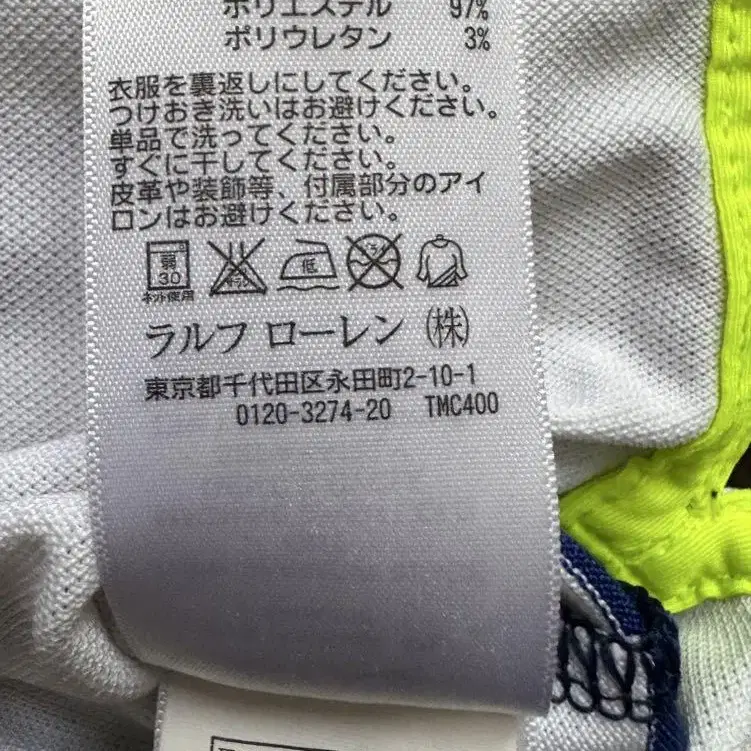 ポリエステル 97%
ポリウレタン 3%
衣服を裏返しにしてください。
つけおき洗いはお避けください。
単品で洗ってください。
すぐに干してください。
皮革や装飾等、付属部分のアイ
ロンはお避けください。
弱 30 低
ネット使用
ラルフ ローレン (株)
東京都千代田区永田町2-10-1
0120-3274-20 TMC400